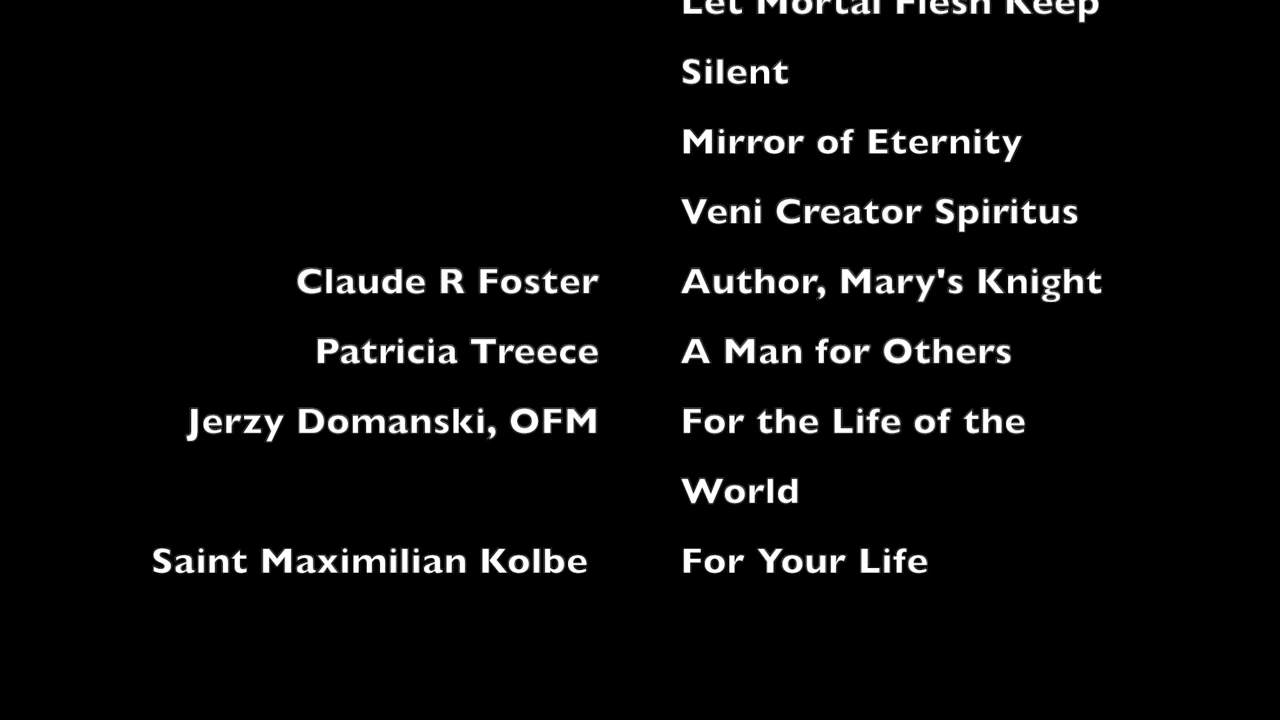 Let Mortal Flesh Keep
Silent
Mirror of Eternity
Veni Creator Spiritus
Claude R Foster Author, Mary's Knight
Patricia Treece A Man for Others
Jerzy Domanski, OFM For the Life of the
World
Saint Maximilian Kolbe For Your Life